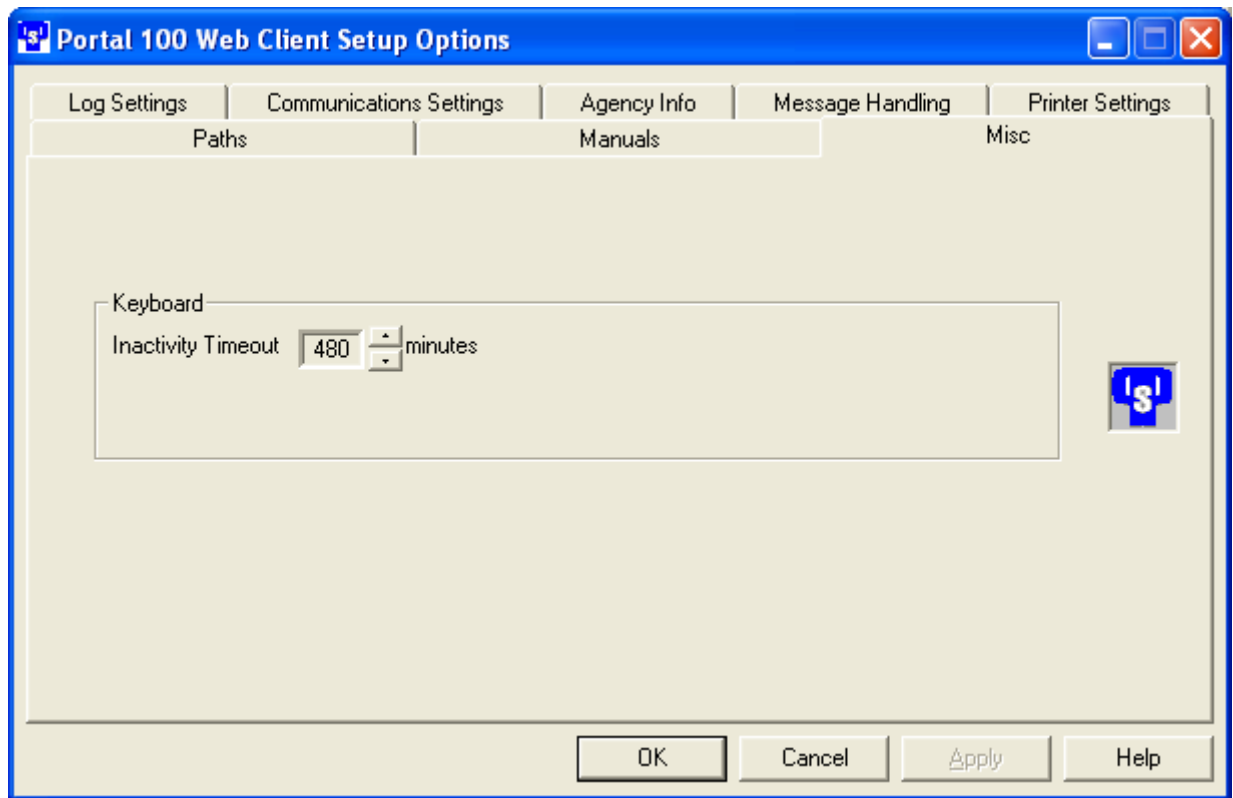 Portal 100 Web Client Setup Options
Log Settings Communications Settings Agency Info Message Handling Printer Settings
Paths Manuals Misc
Keyboard
Inactivity Timeout 480 minutes
'S'
OK Cancel Apply Help